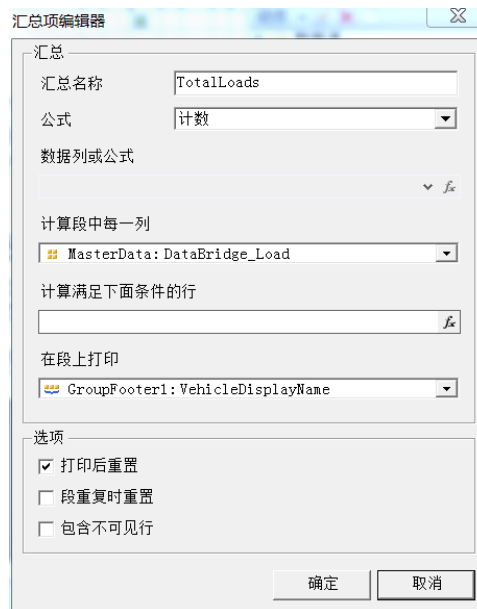 汇总项编辑器
汇总
汇总名称 TotalLoads
公式 计数
数据列或公式
fx
计算段中每一列
MasterData: DataBridge_Load
计算满足下面条件的行
fx
在段上打印
GroupFooter1: VehicleDisplayName
选项
打印后重置
段重复时重置
包含不可见行
确定 取消